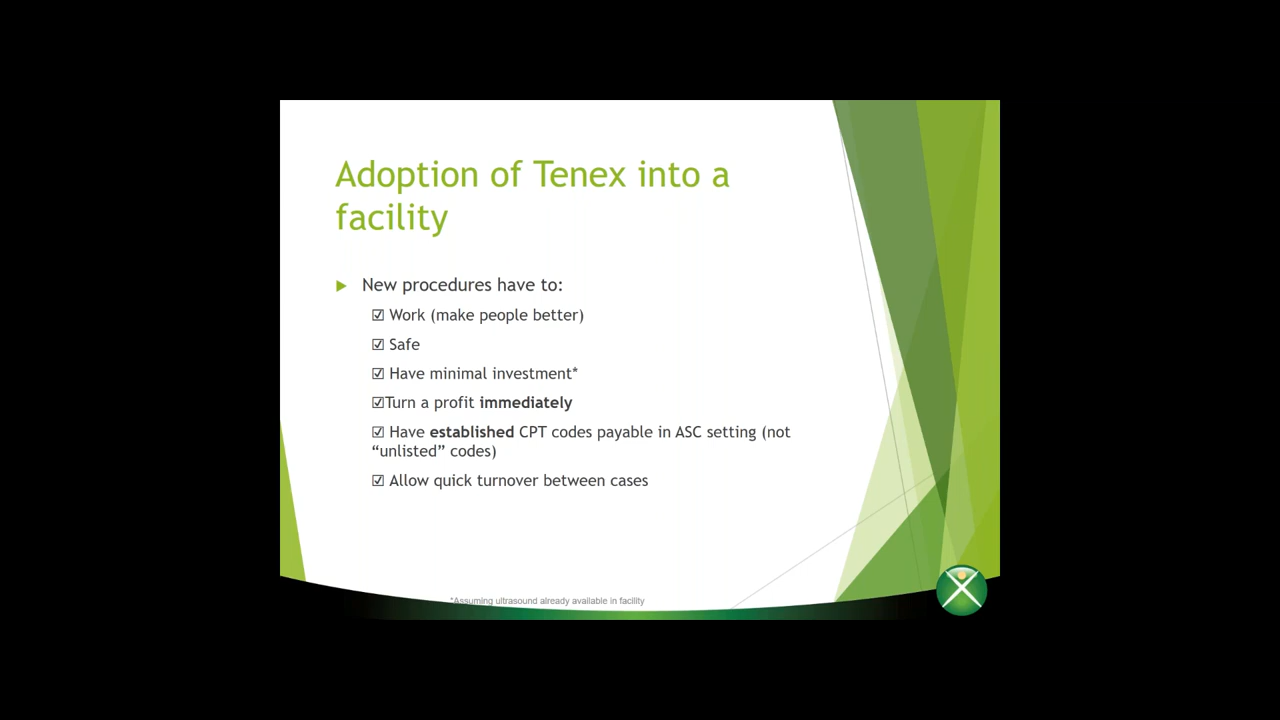 Adoption of Tenex into a
facility
New procedures have to:
☑ Work (make people better)
☑ Safe
☑ Have minimal investment*
☑Turn a profit immediately
☑ Have established CPT codes payable in ASC setting (not
“unlisted” codes)
☑ Allow quick turnover between cases
*Assuming ultrasound already available in facility